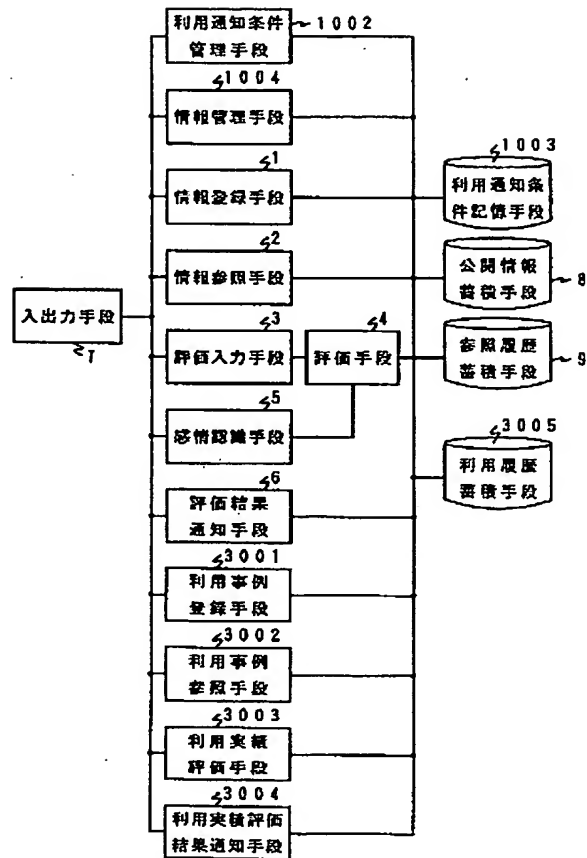 利用通知条件
管理手段
1002
1004
情報管理手段
1
情報登録手段
2
情報参照手段
3
評価入力手段
4
評価手段
5
感情認識手段
6
評価結果
通知手段
3001
利用事例
登録手段
3002
利用事例
参照手段
3003
利用実績
評価手段
3004
利用実績評価
結果通知手段
入出力手段
7
1003
利用通知条
件記憶手段
公開情報
蓄積手段
8
参照履歴
蓄積手段
9
3005
利用履歴
蓄積手段